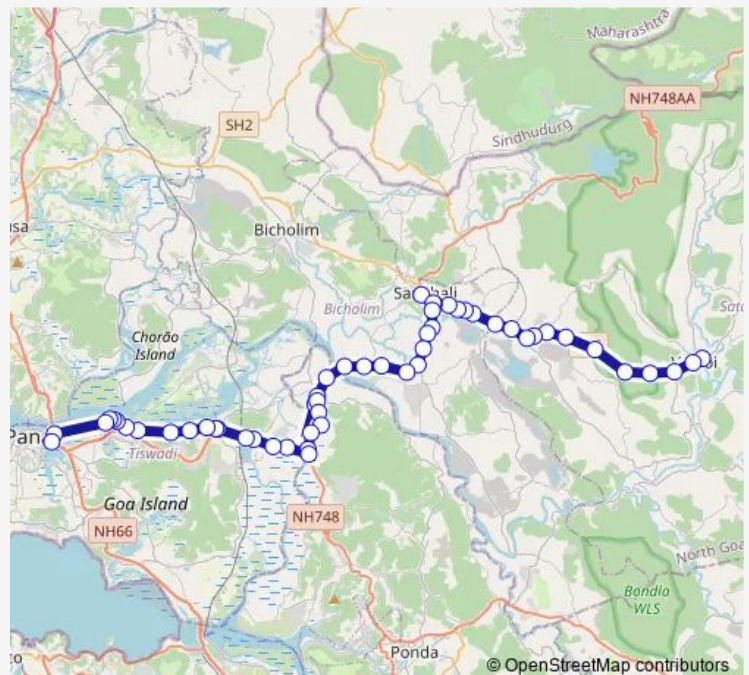 Maharashtra
NH748AA
SH2
Sindhudurg
usa
Bicholim
Bicholim
Chorão
Island
Pan
Tiswadi
Goa Island
NH66
NH748
North Goa
Bondla
WLS
Ponda
© OpenStreetMap contributors